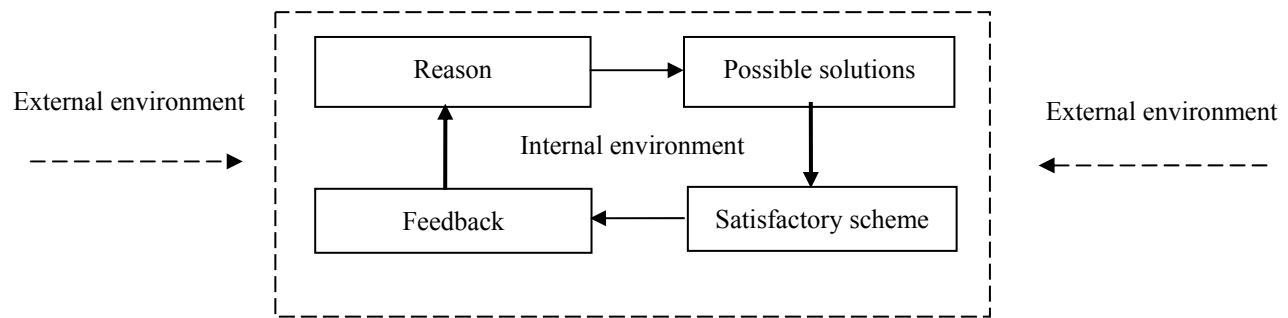 Reason
Possible solutions
External environment
External environment
Internal environment
Feedback
Satisfactory scheme